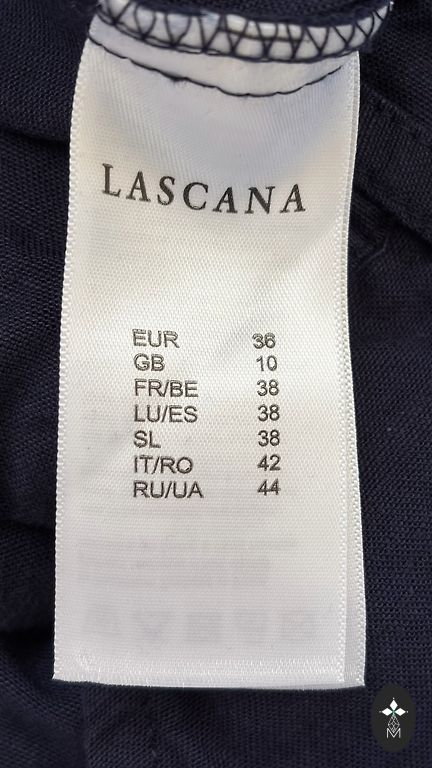 LASCANA
EUR 36
GB 10
FR/BE 38
LU/ES 38
SL 38
IT/RO 42
RU/UA 44
M